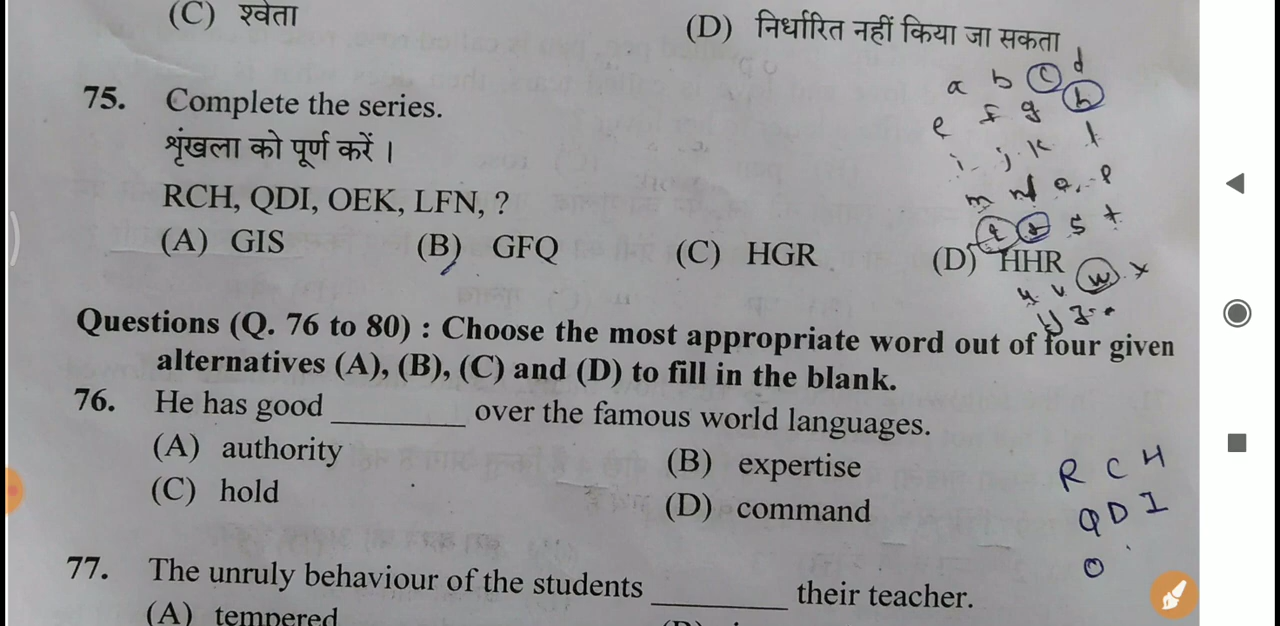 (C) श्वेता
(D) निर्धारित नहीं किया जा सकता
75. Complete the series.
श्रृंखला को पूर्ण करें ।
RCH, QDI, OEK, LFN, ?
(A) GIS (B) GFQ (C) HGR (D) HHR
a b c d
e f g h
i j k l
m n o p
q r s t
u v w x
y z
Questions (Q. 76 to 80) : Choose the most appropriate word out of four given
alternatives (A), (B), (C) and (D) to fill in the blank.
76. He has good ________ over the famous world languages.
(A) authority (B) expertise
(C) hold (D) command
R C H
Q D I
O
77. The unruly behaviour of the students ________ their teacher.
(A) tempered